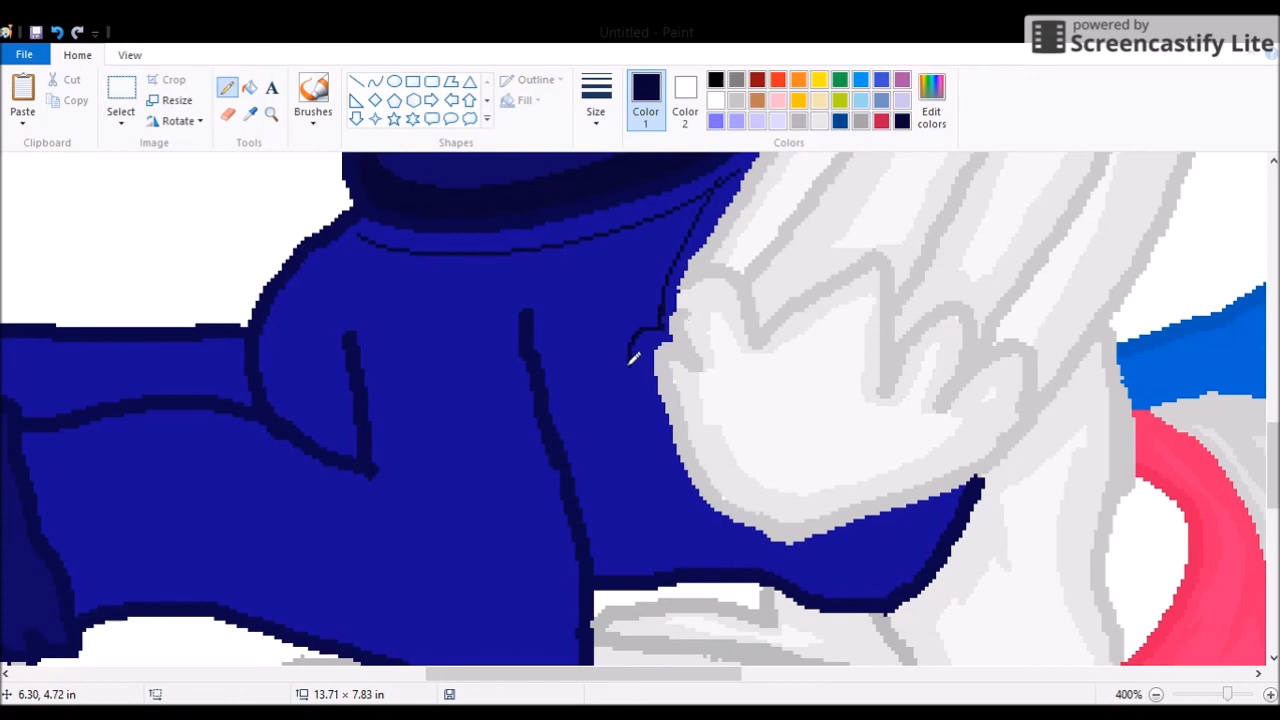 Untitled - Paint
powered by
Screencastify Lite
File Home View
Paste
Cut
Copy
Clipboard
Select
Crop
Resize
Rotate
Image
A
Tools
Brushes
Outline
Fill
Shapes
Size
Color
1
Color
2
Edit
colors
Colors
6.30, 4.72 in
13.71 × 7.83 in
400%